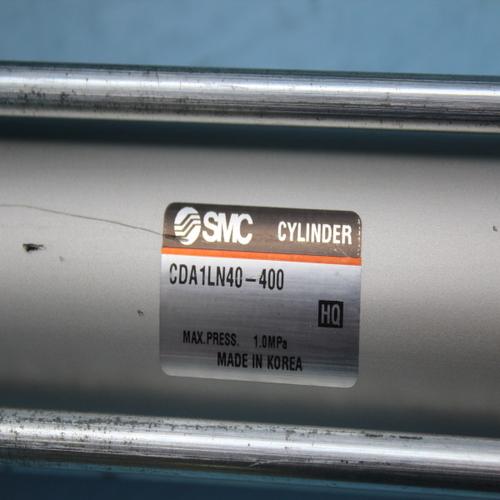 SMC CYLINDER
CDA1LN40-400
HQ
MAX.PRESS. 1.0MPa
MADE IN KOREA